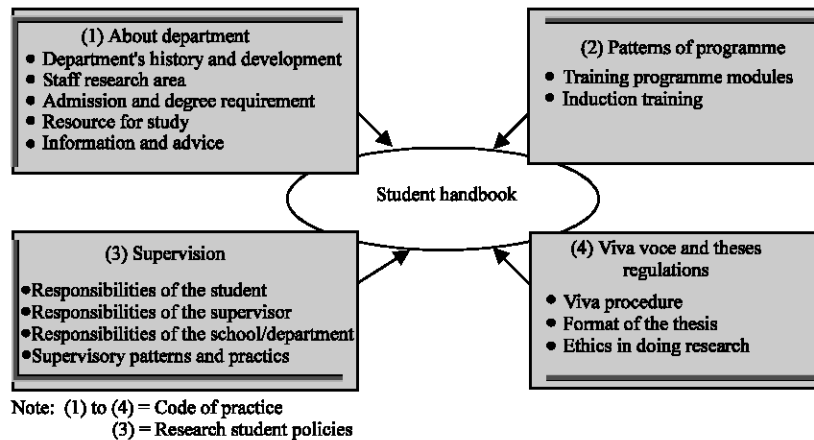 (1) About department
• Department's history and development
• Staff research area
• Admission and degree requirement
• Resource for study
• Information and advice
(2) Patterns of programme
• Training programme modules
• Induction training
Student handbook
(3) Supervision
•Responsibilities of the student
•Responsibilities of the supervisor
•Responsibilities of the school/department
•Supervisory patterns and practics
(4) Viva voce and theses
regulations
• Viva procedure
• Format of the thesis
• Ethics in doing research
Note: (1) to (4) = Code of practice
(3) = Research student policies